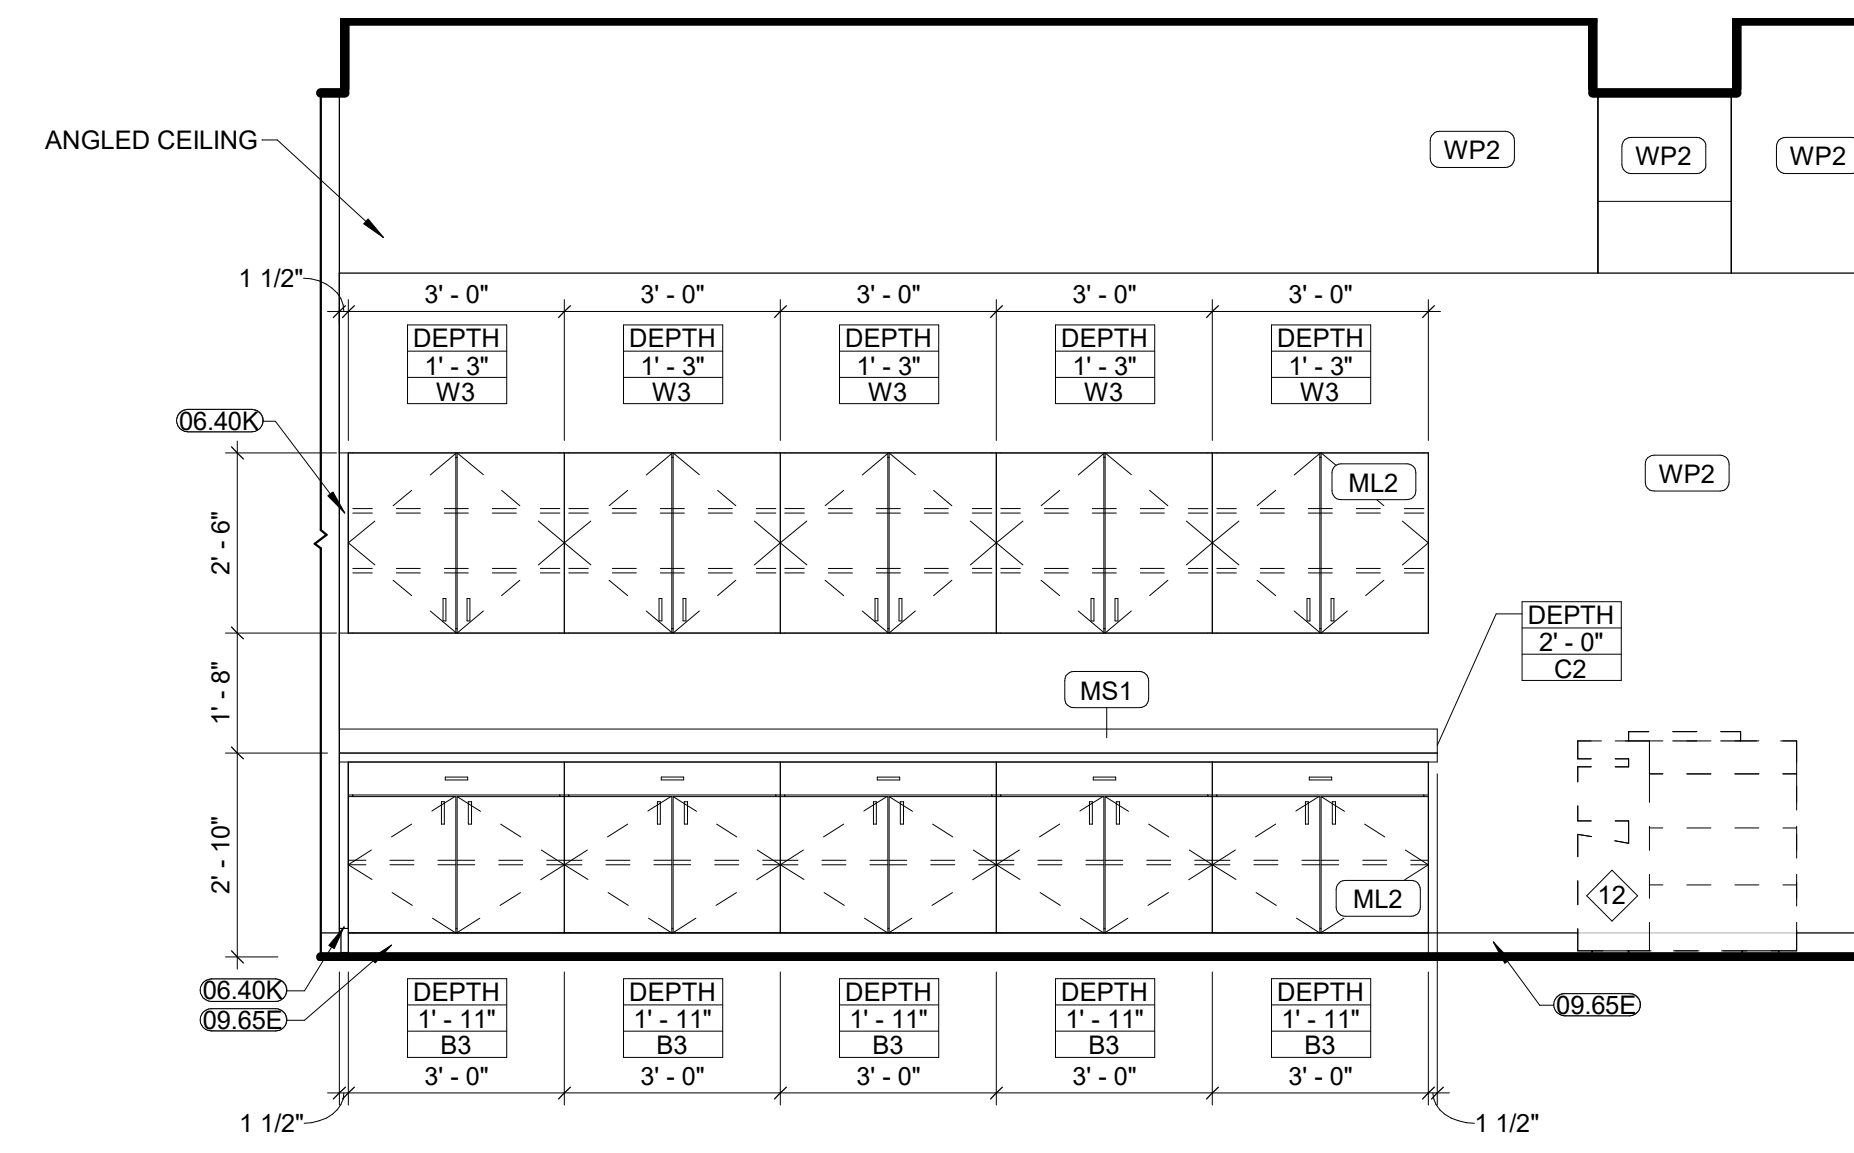 WP2
WP2
WP2
ANGLED CEILING
1 1/2"
3' - 0"
3' - 0"
3' - 0"
3' - 0"
3' - 0"
DEPTH
1' - 3"
W3
DEPTH
1' - 3"
W3
DEPTH
1' - 3"
W3
DEPTH
1' - 3"
W3
DEPTH
1' - 3"
W3
06.40K
WP2
ML2
2' - 6"
DEPTH
2' - 0"
C2
1' - 8"
MS1
2' - 10"
ML2
12
06.40K
09.65E
09.65E
DEPTH
1' - 11"
B3
DEPTH
1' - 11"
B3
DEPTH
1' - 11"
B3
DEPTH
1' - 11"
B3
DEPTH
1' - 11"
B3
3' - 0"
3' - 0"
3' - 0"
3' - 0"
3' - 0"
1 1/2"
1 1/2"